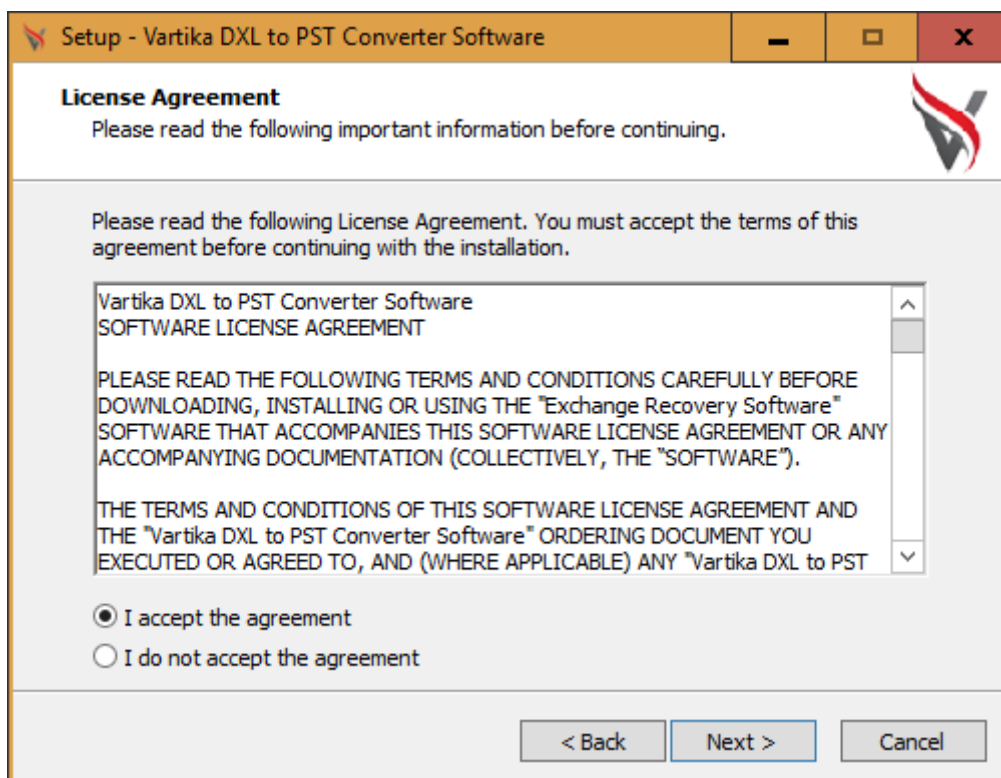 Setup - Vartika DXL to PST Converter Software
License Agreement
Please read the following important information before continuing.
Please read the following License Agreement. You must accept the terms of this
agreement before continuing with the installation.
Vartika DXL to PST Converter Software
SOFTWARE LICENSE AGREEMENT
PLEASE READ THE FOLLOWING TERMS AND CONDITIONS CAREFULLY BEFORE
DOWNLOADING, INSTALLING OR USING THE "Exchange Recovery Software"
SOFTWARE THAT ACCOMPANIES THIS SOFTWARE LICENSE AGREEMENT OR ANY
ACCOMPANYING DOCUMENTATION (COLLECTIVELY, THE “SOFTWARE”).
THE TERMS AND CONDITIONS OF THIS SOFTWARE LICENSE AGREEMENT AND
THE "Vartika DXL to PST Converter Software" ORDERING DOCUMENT YOU
EXECUTED OR AGREED TO, AND (WHERE APPLICABLE) ANY "Vartika DXL to PST
I accept the agreement
I do not accept the agreement
< Back
Next >
Cancel